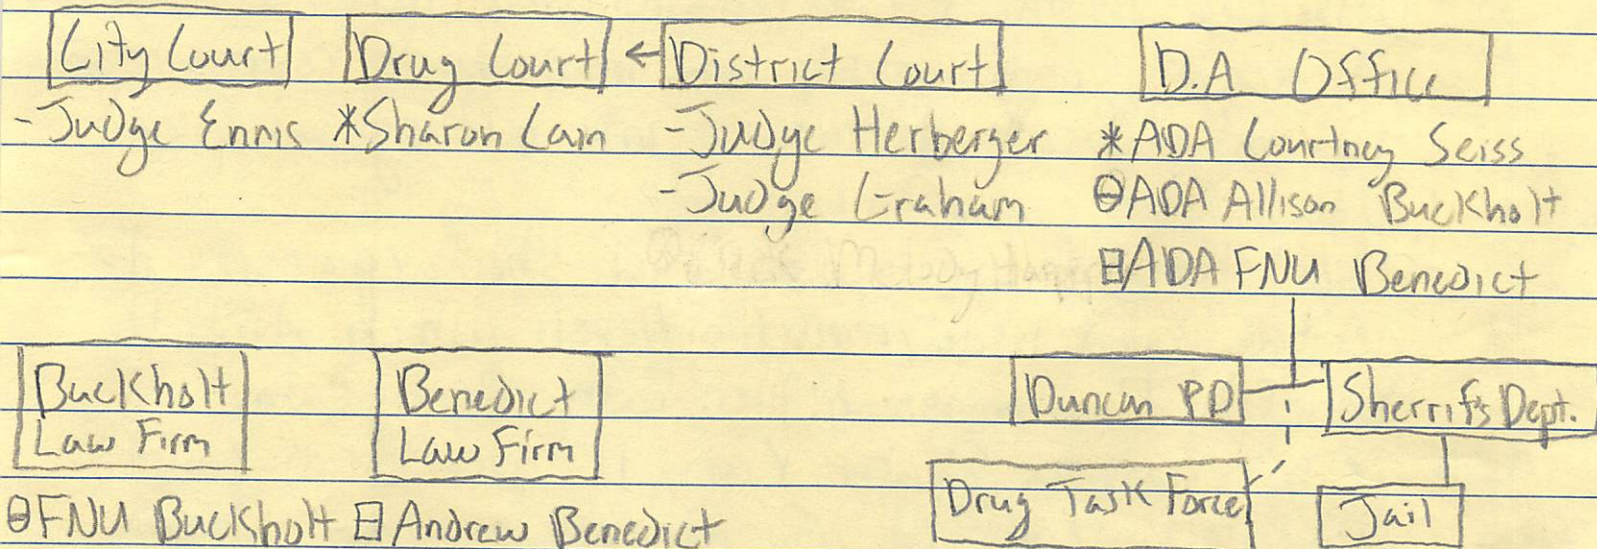 City Court Drug Court ← District Court D.A Office
-Judge Ennis *Sharon Cain -Judge Herberger *ADA Courtney Seiss
-Judge Graham ⊖ADA Allison Buckholt
⊟ADA FNU Benedict
Buckholt Law Firm
Benedict Law Firm
Duncan PD Sherrif's Dept.
Drug Task Force Jail
⊖FNU Buckholt ⊟Andrew Benedict